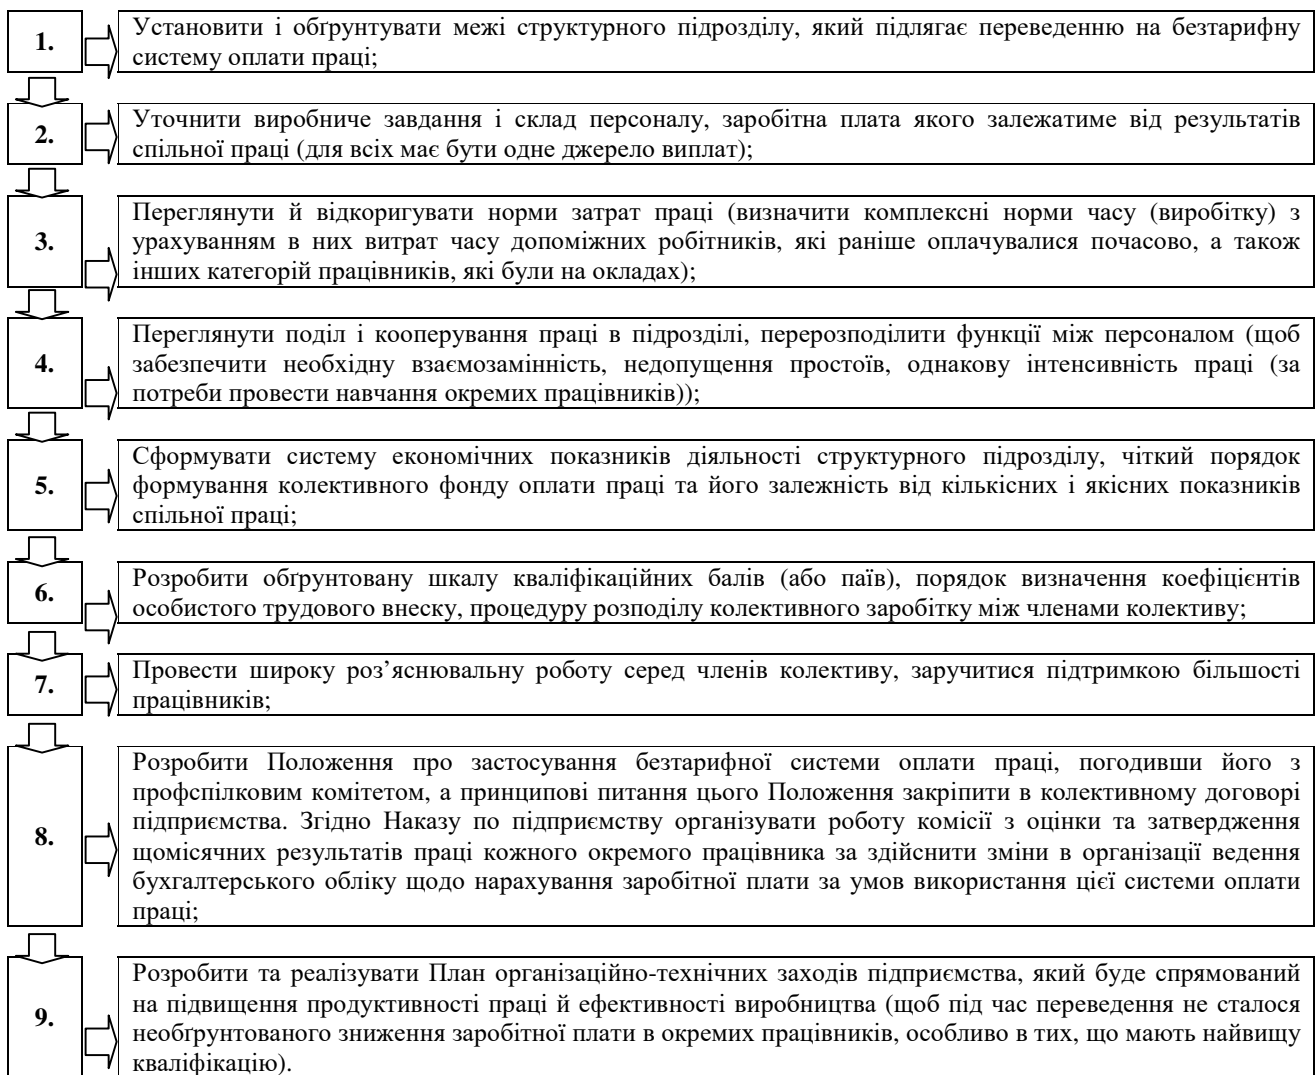 1.
Установити і обґрунтувати межі структурного підрозділу, який підлягає переведенню на безтарифну
систему оплати праці;
2.
Уточнити виробниче завдання і склад персоналу, заробітна плата якого залежатиме від результатів
спільної праці (для всіх має бути одне джерело виплат);
3.
Переглянути й відкоригувати норми затрат праці (визначити комплексні норми часу (виробітку) з
урахуванням в них витрат часу допоміжних робітників, які раніше оплачувалися почасово, а також
інших категорій працівників, які були на окладах);
4.
Переглянути поділ і кооперування праці в підрозділі, перерозподілити функції між персоналом (щоб
забезпечити необхідну взаємозамінність, недопущення простоїв, однакову інтенсивність праці (за
потреби провести навчання окремих працівників));
5.
Сформувати систему економічних показників діяльності структурного підрозділу, чіткий порядок
формування колективного фонду оплати праці та його залежність від кількісних і якісних показників
спільної праці;
6.
Розробити обґрунтовану шкалу кваліфікаційних балів (або паїв), порядок визначення коефіцієнтів
особистого трудового внеску, процедуру розподілу колективного заробітку між членами колективу;
7.
Провести широку роз’яснювальну роботу серед членів колективу, заручитися підтримкою більшості
працівників;
8.
Розробити Положення про застосування безтарифної системи оплати праці, погодивши його з
профспілковим комітетом, а принципові питання цього Положення закріпити в колективному договорі
підприємства. Згідно Наказу по підприємству організувати роботу комісії з оцінки та затвердження
щомісячних результатів праці кожного окремого працівника за здійснити зміни в організації ведення
бухгалтерського обліку щодо нарахування заробітної плати за умов використання цієї системи оплати
праці;
9.
Розробити та реалізувати План організаційно-технічних заходів підприємства, який буде спрямований
на підвищення продуктивності праці й ефективності виробництва (щоб під час переведення не сталося
необґрунтованого зниження заробітної плати в окремих працівників, особливо в тих, що мають найвищу
кваліфікацію).